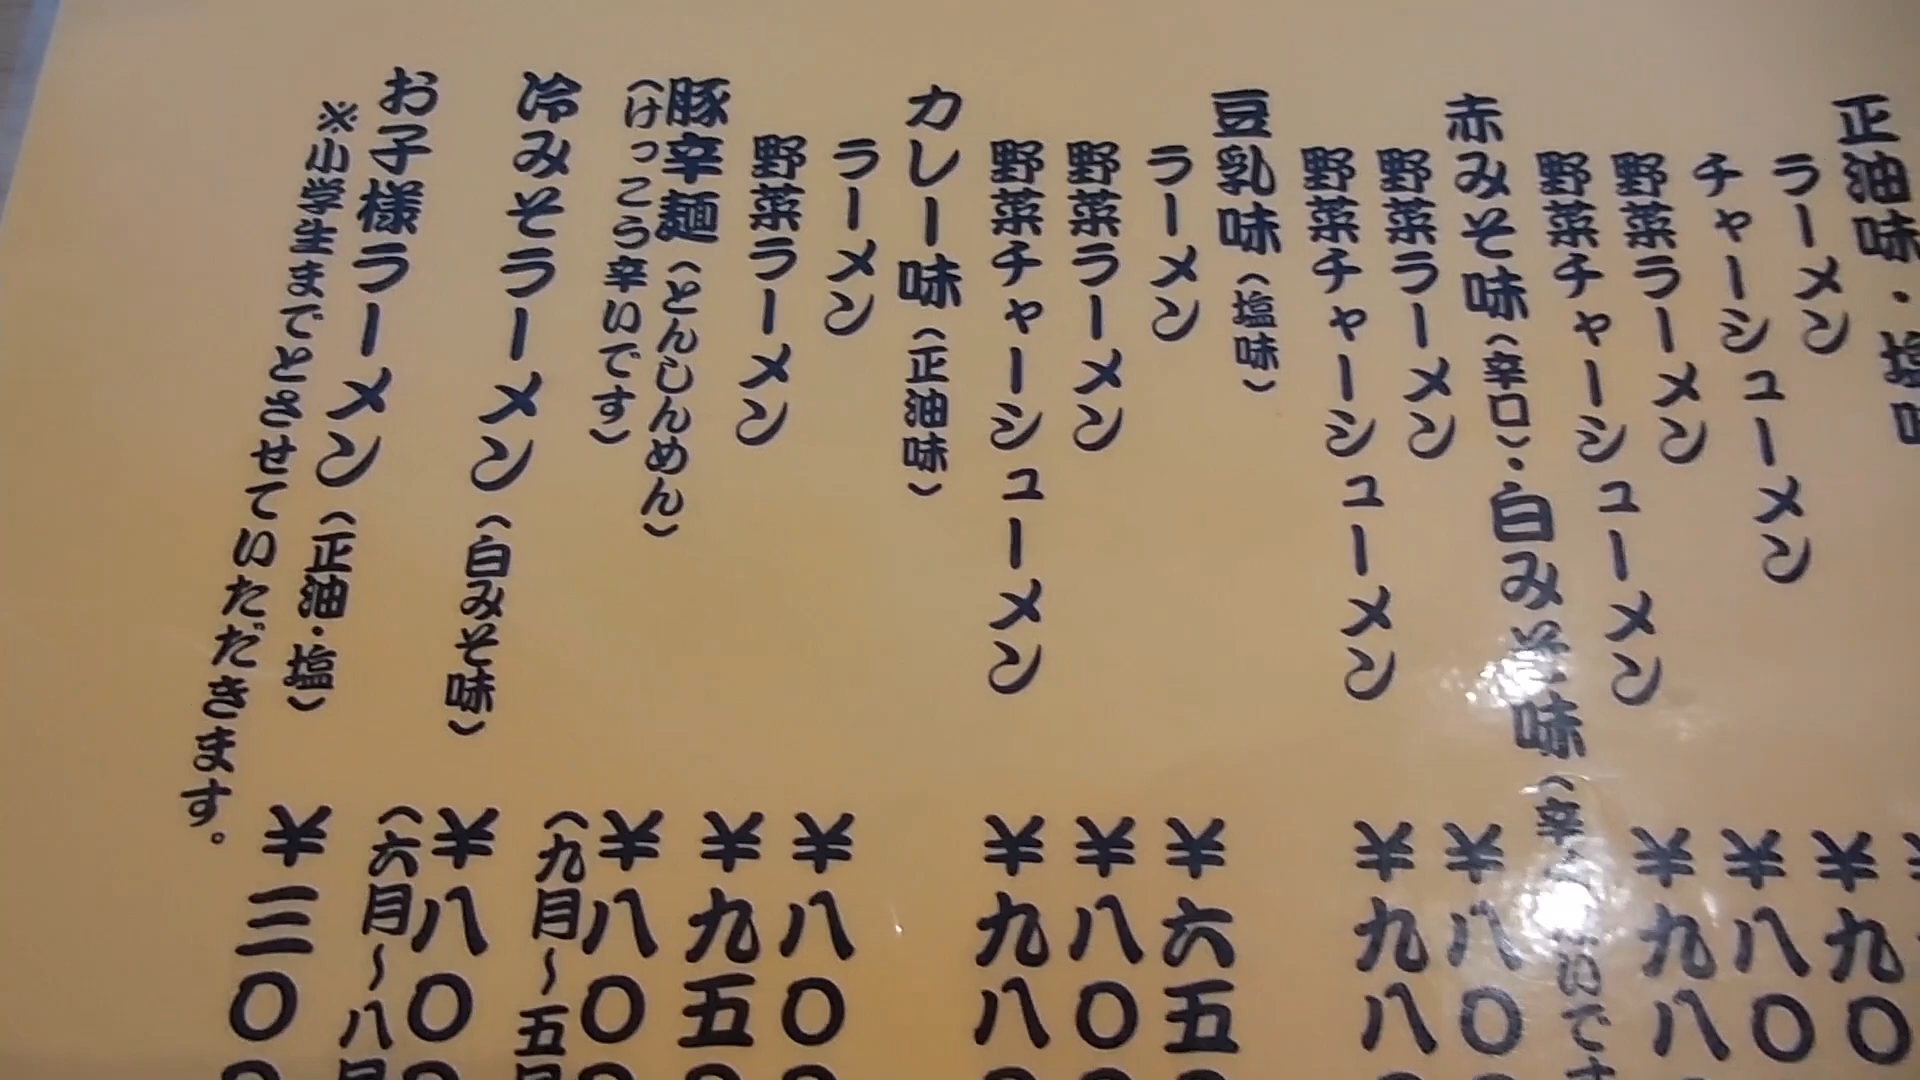 正油味・塩味
ラーメン
チャーシューメン ¥九〇
野菜ラーメン ¥八〇
野菜チャーシューメン ¥九八
赤みそ味（辛口）・白みそ味
野菜ラーメン ¥八〇
野菜チャーシューメン ¥九八
豆乳味（塩味）
ラーメン ¥六五
野菜ラーメン ¥八〇
野菜チャーシューメン ¥九八
カレー味（正油味）
ラーメン ¥八〇
野菜ラーメン ¥九五
豚辛麺（とんしんめん） ¥八〇
（けっこう辛いです） （九月〜五月
冷みそラーメン（白みそ味） ¥八〇
（六月〜八月
お子様ラーメン（正油・塩） ¥三〇
※小学生までとさせていただきます。